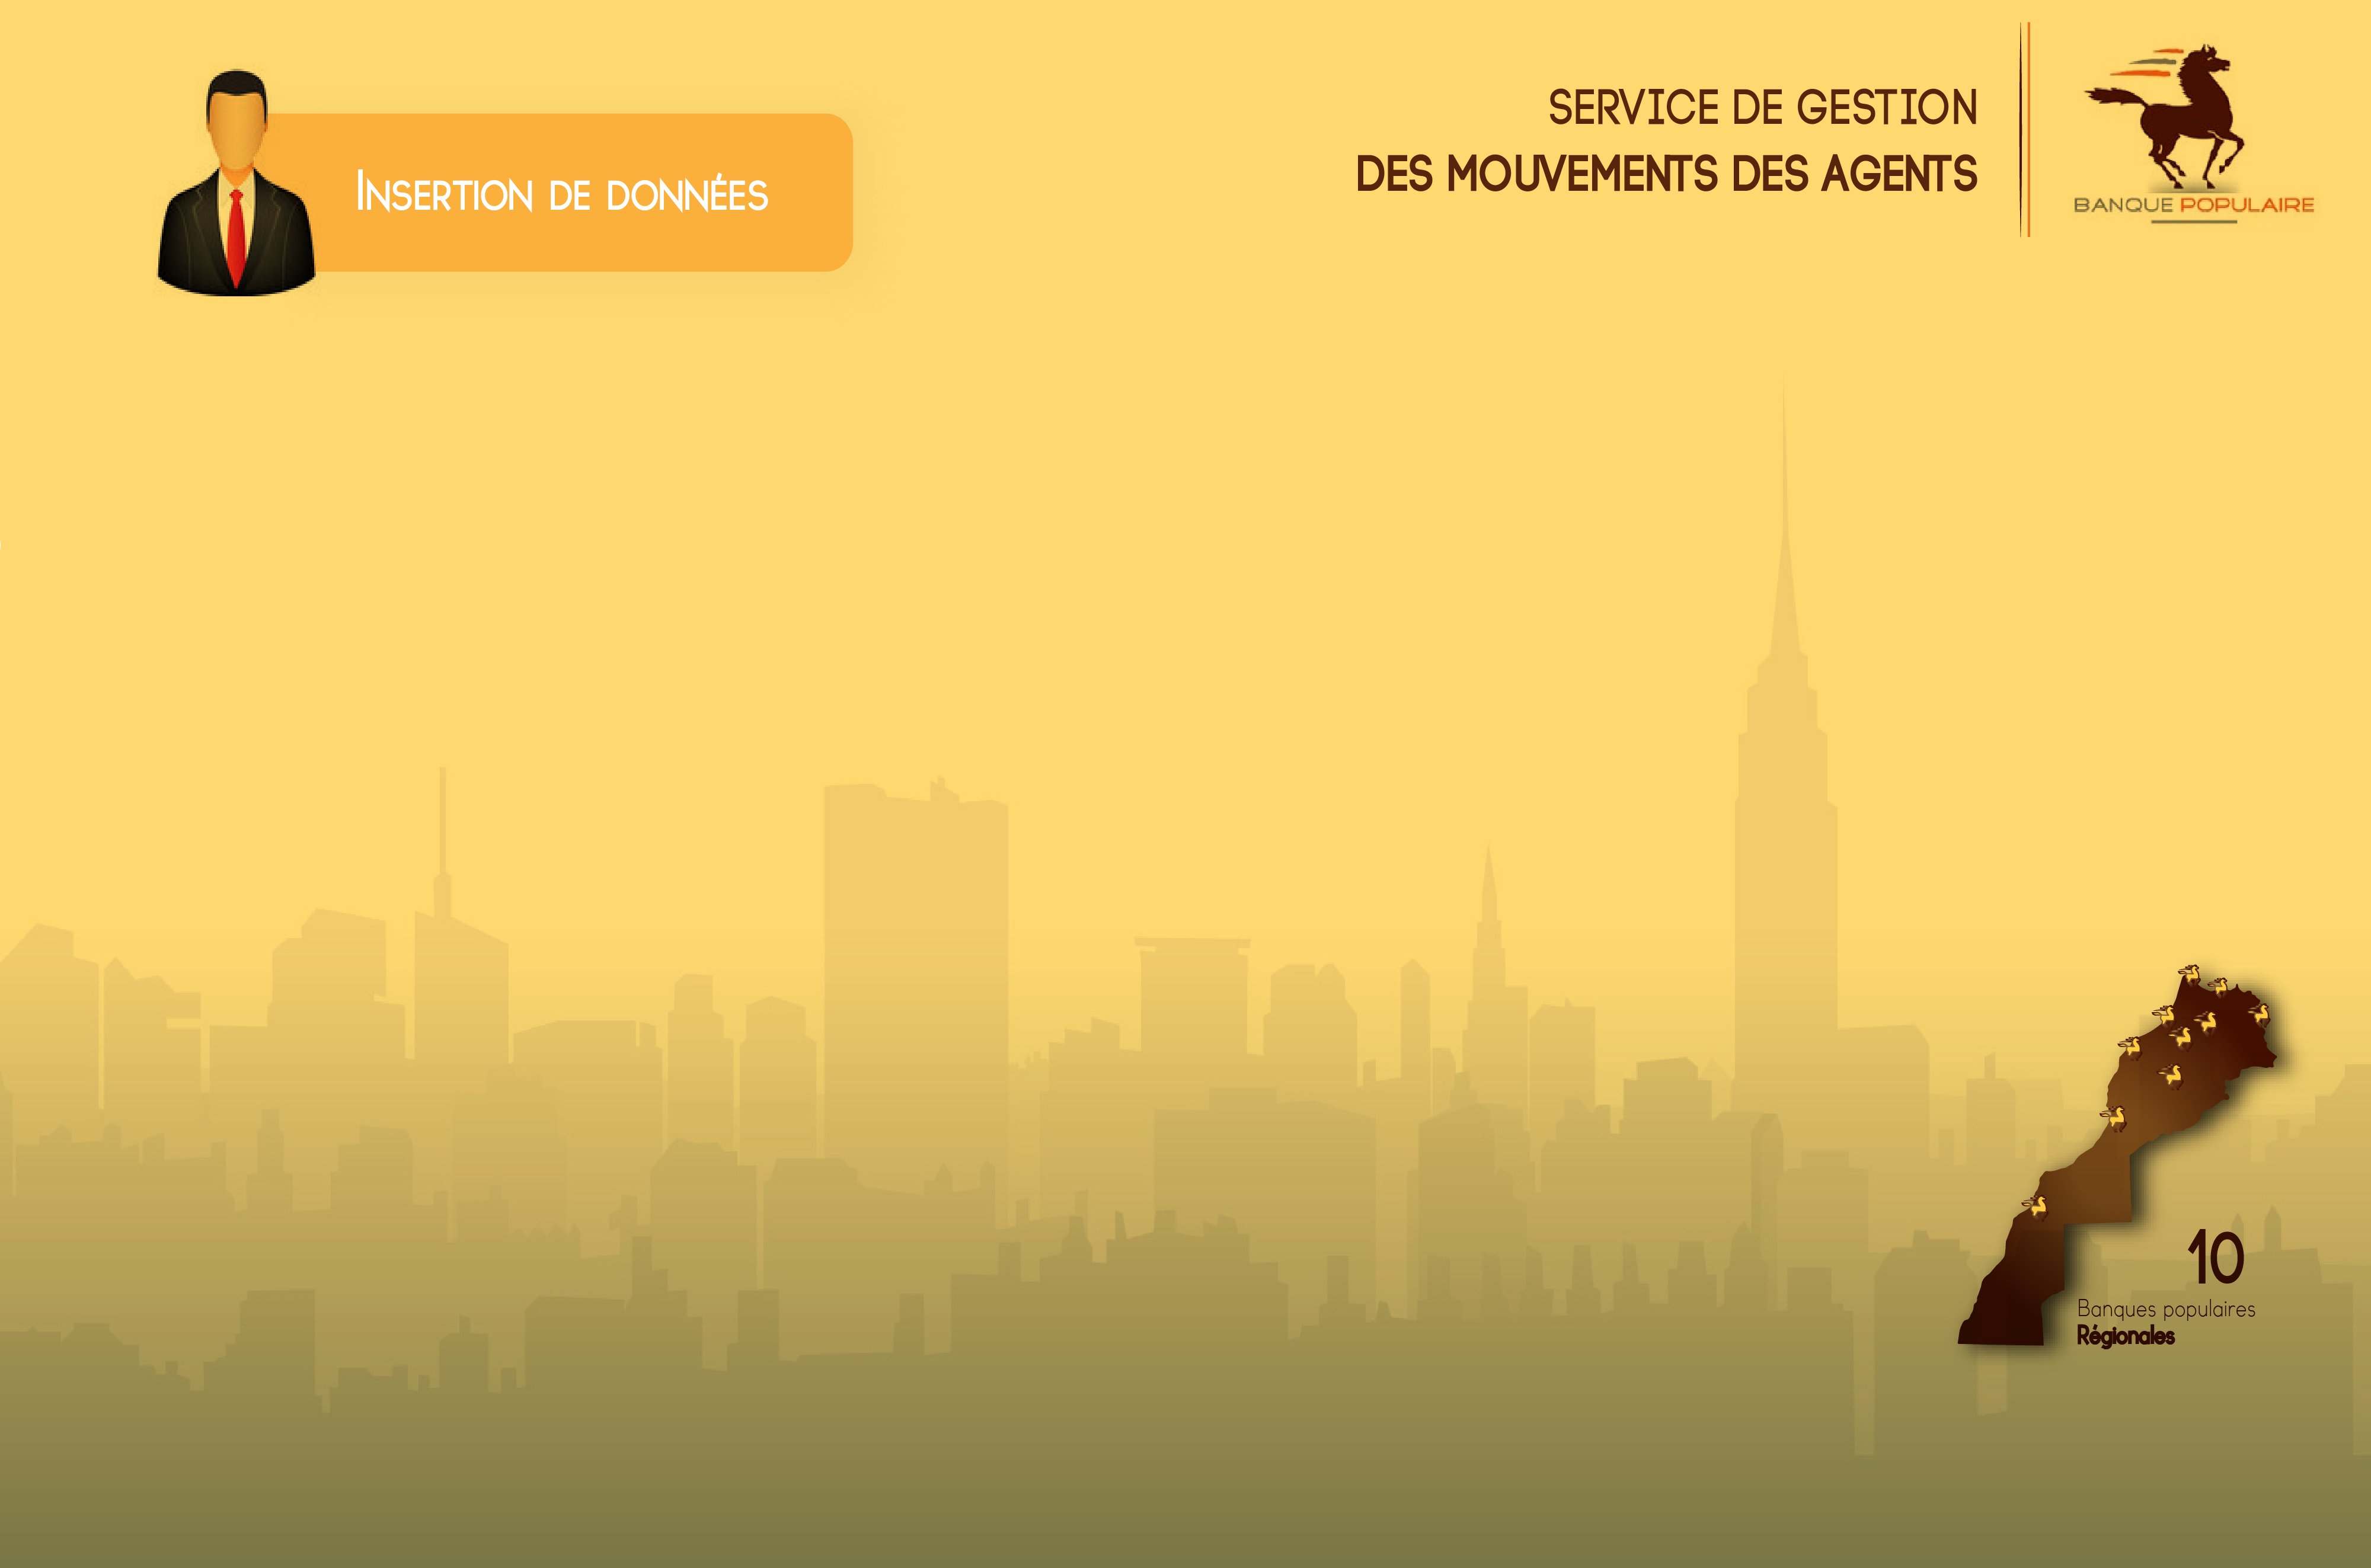 INSERTION DE DONNÉES
SERVICE DE GESTION
DES MOUVEMENTS DES AGENTS
BANQUE POPULAIRE
10
Banques populaires
Régionales